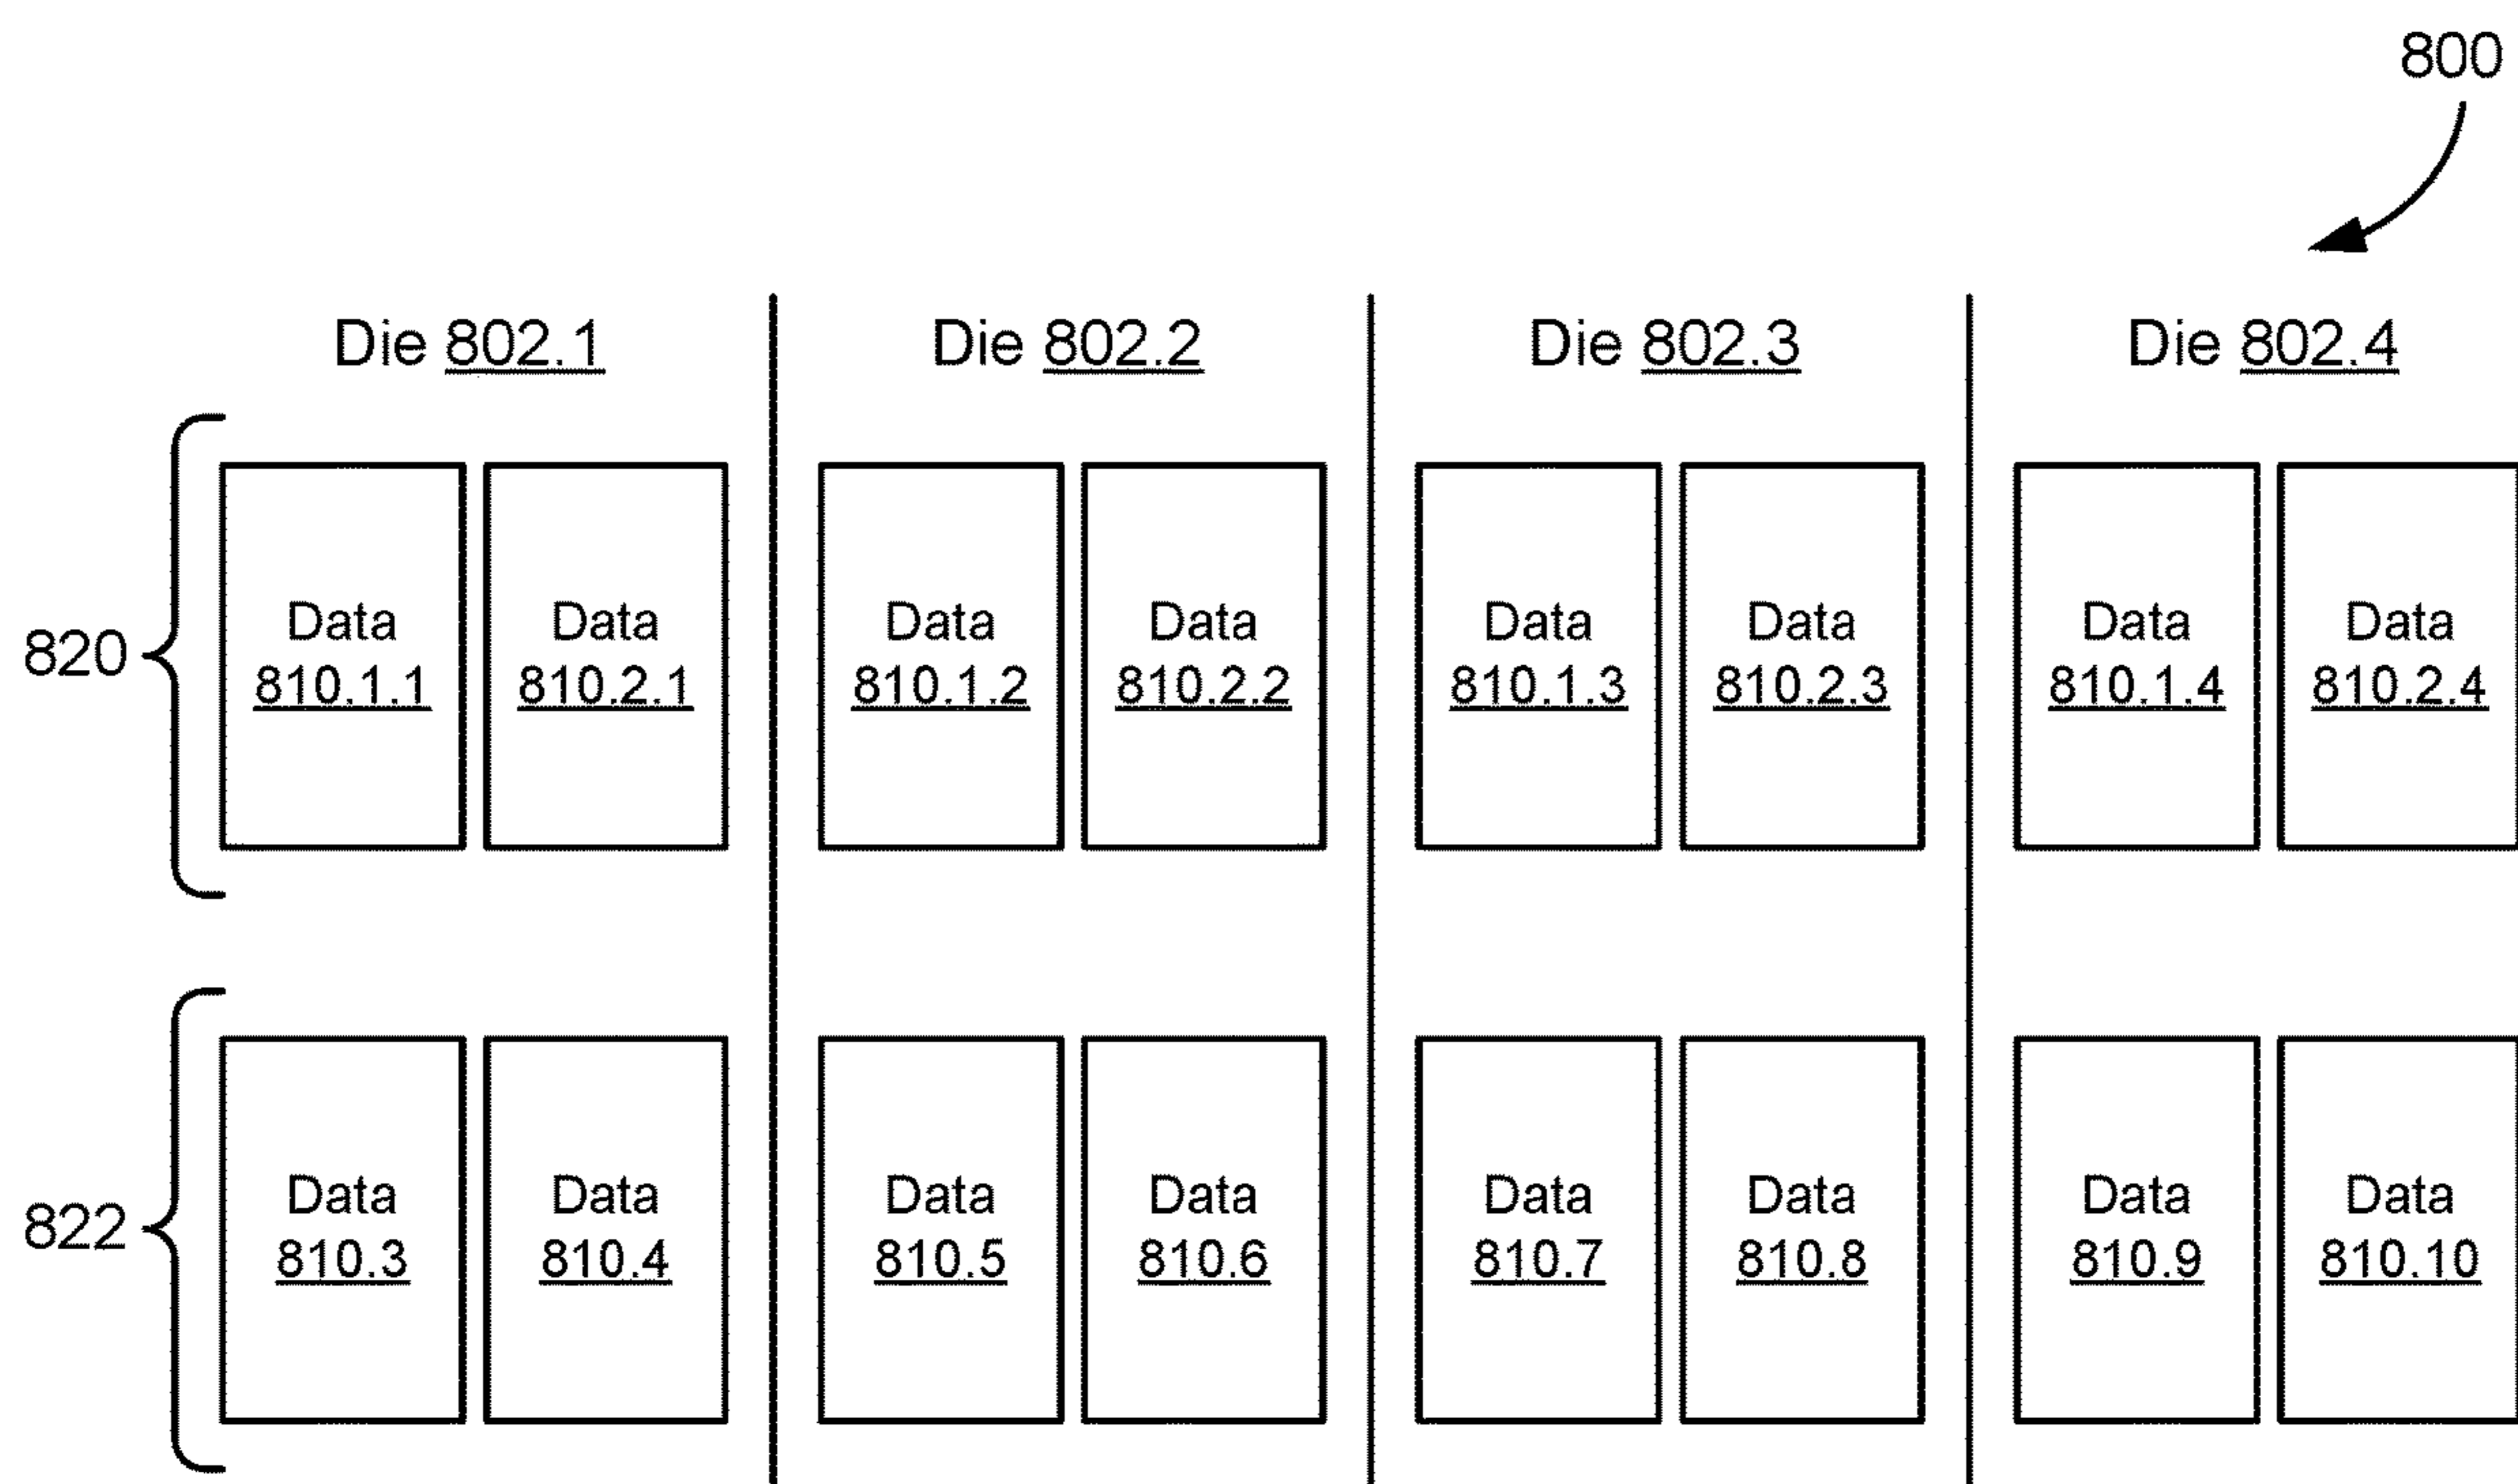 800
Die 802.1 Die 802.2 Die 802.3 Die 802.4
820
Data Data Data Data Data Data Data Data
810.1.1 810.2.1 810.1.2 810.2.2 810.1.3 810.2.3 810.1.4 810.2.4
822
Data Data Data Data Data Data Data Data
810.3 810.4 810.5 810.6 810.7 810.8 810.9 810.10